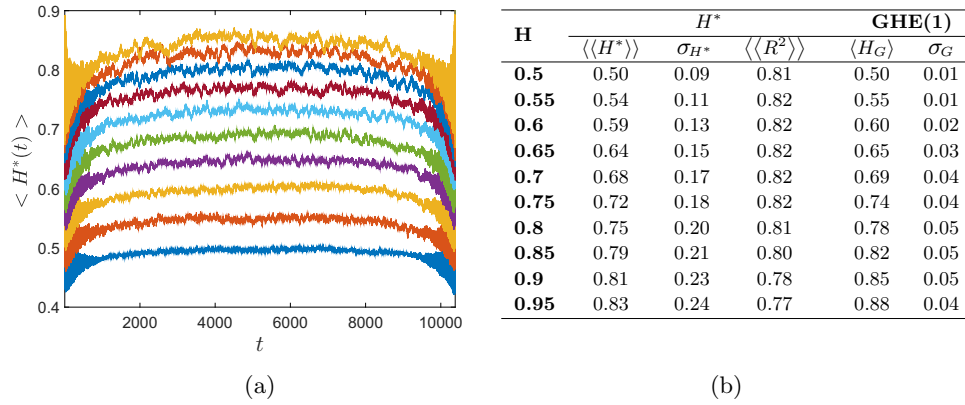 0.9
0.8
0.7
0.6
0.5
0.4
< H*(t) >
2000 4000 6000 8000 10000
t
(a)
H H* GHE(1)
⟨⟨H*⟩⟩ σ_{H*} ⟨⟨R²⟩⟩ ⟨H_G⟩ σ_G
0.5 0.50 0.09 0.81 0.50 0.01
0.55 0.54 0.11 0.82 0.55 0.01
0.6 0.59 0.13 0.82 0.60 0.02
0.65 0.64 0.15 0.82 0.65 0.03
0.7 0.68 0.17 0.82 0.69 0.04
0.75 0.72 0.18 0.82 0.74 0.04
0.8 0.75 0.20 0.81 0.78 0.05
0.85 0.79 0.21 0.80 0.82 0.05
0.9 0.81 0.23 0.78 0.85 0.05
0.95 0.83 0.24 0.77 0.88 0.04
(b)